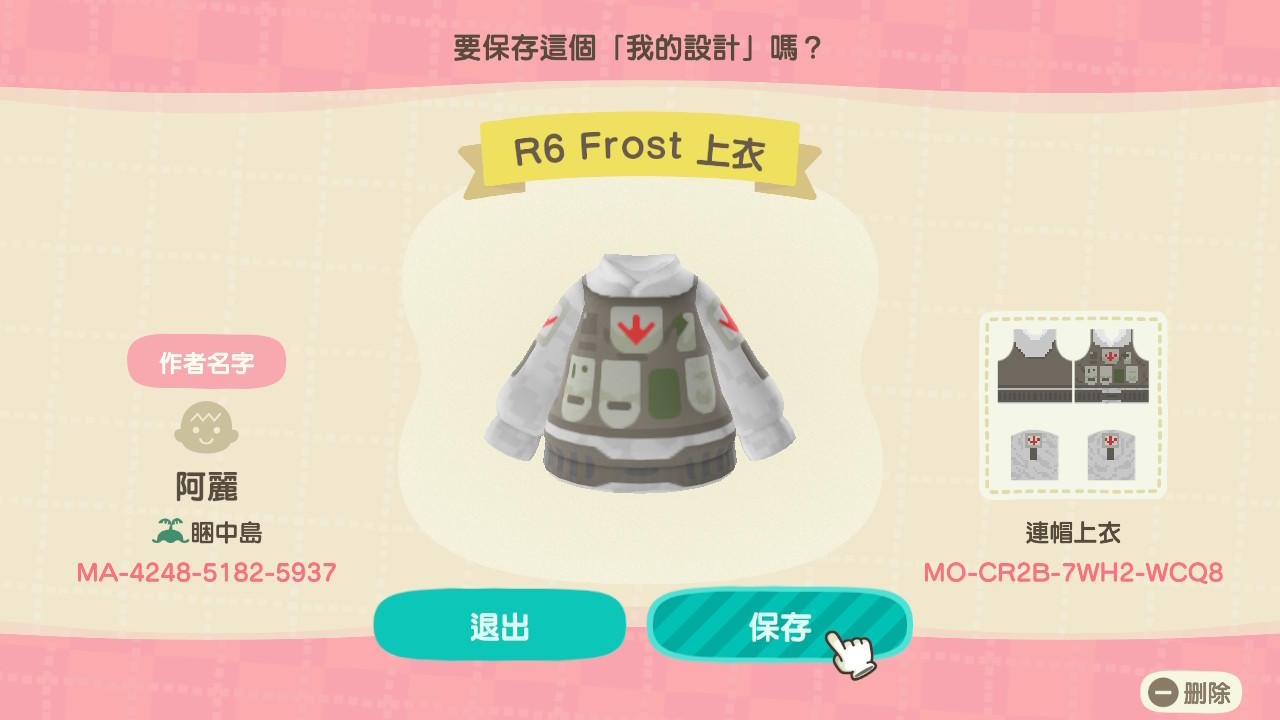 要保存這個「我的設計」嗎？
R6 Frost 上衣
作者名字
阿麗
睏中島
MA-4248-5182-5937
連帽上衣
MO-CR2B-7WH2-WCQ8
退出
保存
刪除